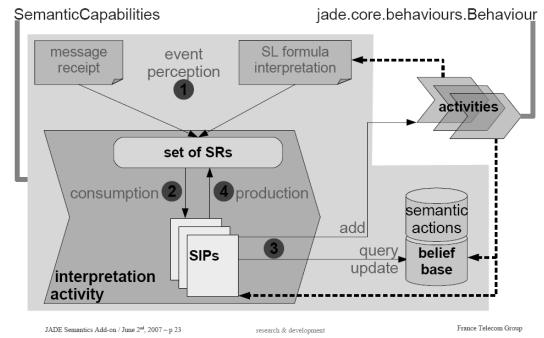 SemanticCapabilities
jade.core.behaviours.Behaviour
message
receipt
event
perception
1
SL formula
interpretation
activities
set of SRs
consumption 2
4 production
SIPs
3
add
query
update
semantic
actions
belief
base
interpretation
activity
JADE Semantics Add-on / June 2nd, 2007 – p 23
research & development
France Telecom Group